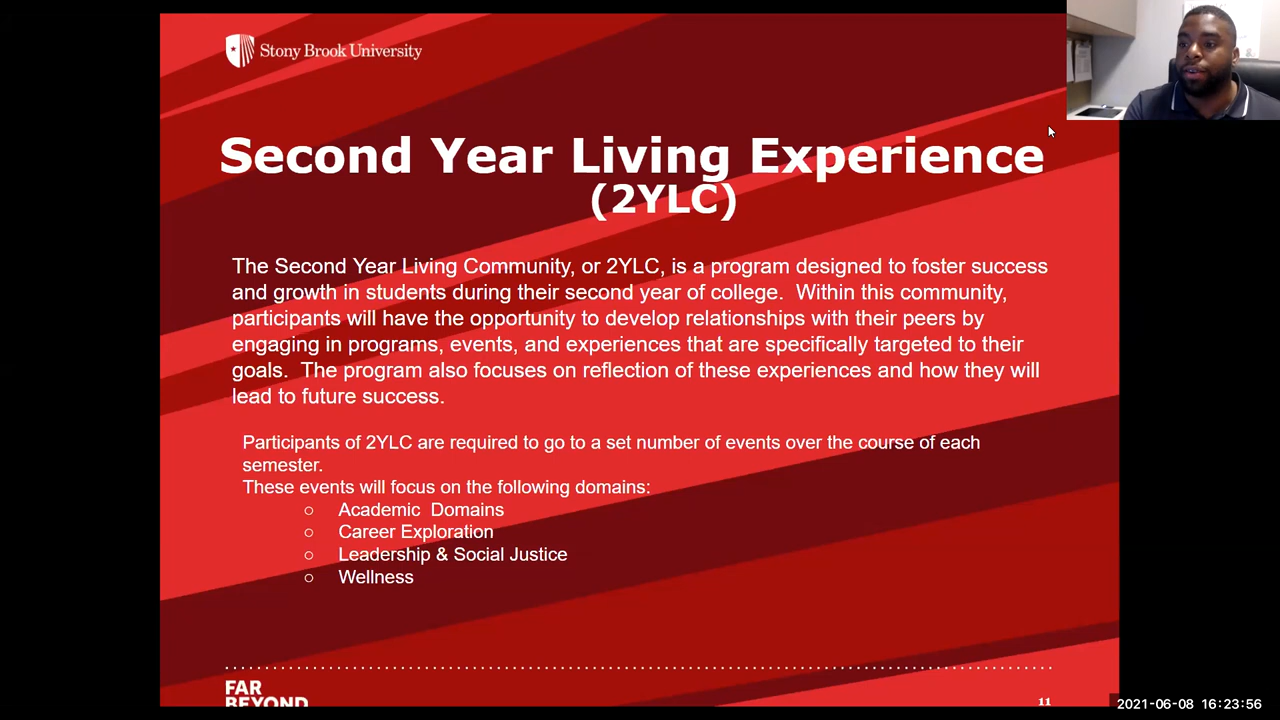 Stony Brook University
Second Year Living Experience
(2YLC)
The Second Year Living Community, or 2YLC, is a program designed to foster success
and growth in students during their second year of college.  Within this community,
participants will have the opportunity to develop relationships with their peers by
engaging in programs, events, and experiences that are specifically targeted to their
goals.  The program also focuses on reflection of these experiences and how they will
lead to future success.
Participants of 2YLC are required to go to a set number of events over the course of each
semester.
These events will focus on the following domains:
○ Academic  Domains
○ Career Exploration
○ Leadership & Social Justice
○ Wellness
FAR
BEYOND
11
2021-06-08 16:23:56